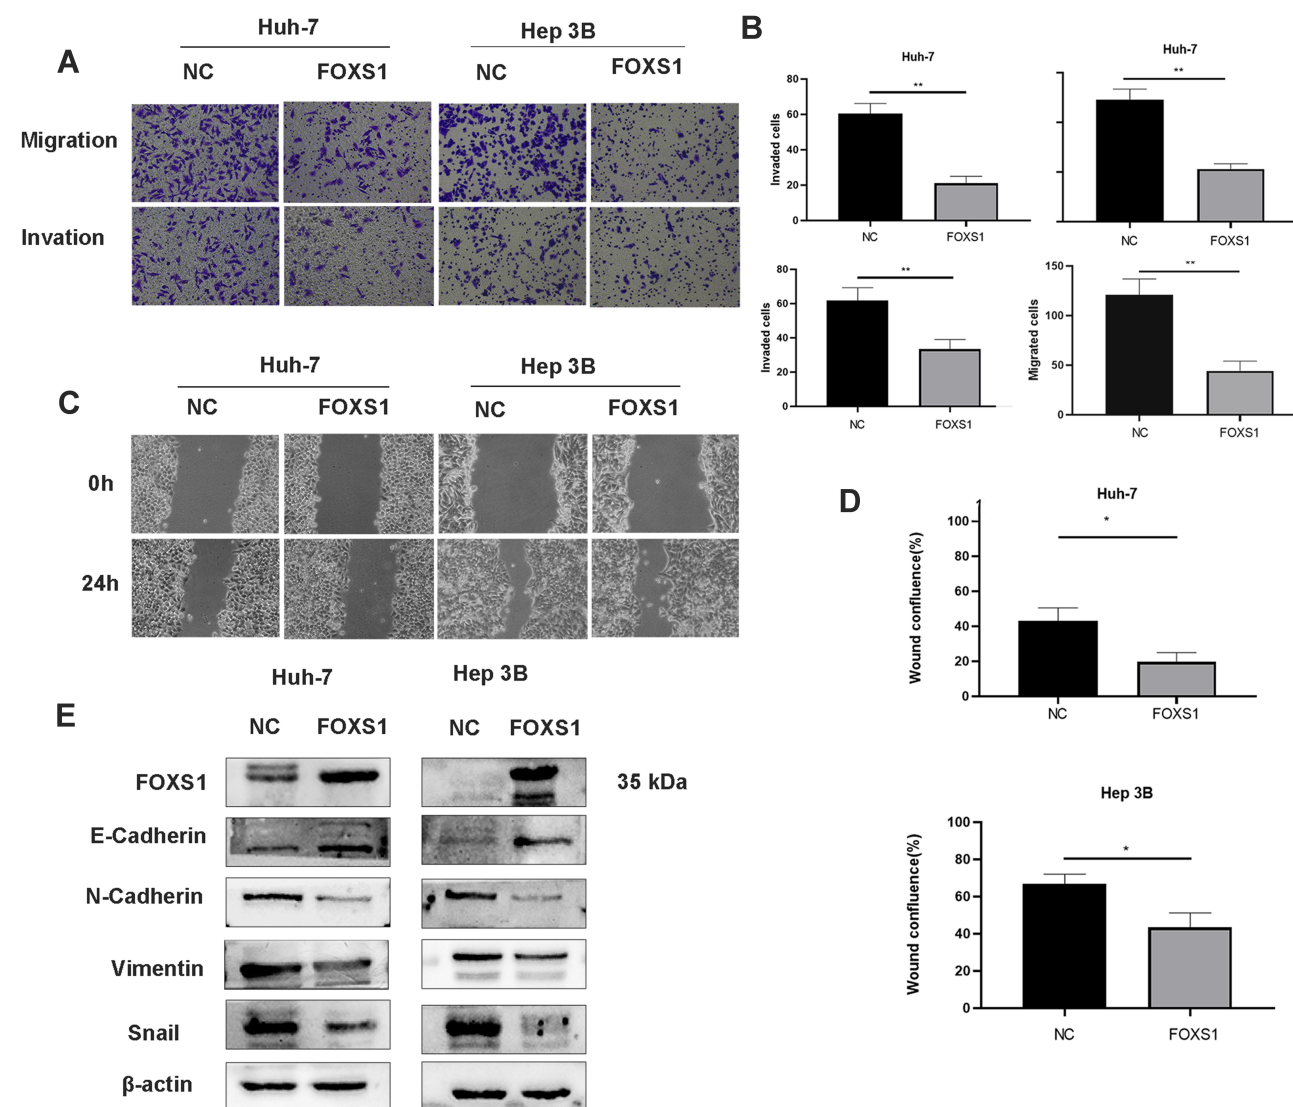 A
Huh-7
Hep 3B
NC
FOXS1
NC
FOXS1
Migration
Invation
B
Huh-7
Invaded cells
80
60
40
20
0
**
NC
FOXS1
Huh-7
**
NC
FOXS1
Invaded cells
80
60
40
20
0
**
NC
FOXS1
Migrated cells
150
100
50
0
**
NC
FOXS1
C
Huh-7
Hep 3B
NC
FOXS1
NC
FOXS1
0h
24h
D
Huh-7
Wound confluence(%)
100
80
60
40
20
0
*
NC
FOXS1
Hep 3B
Wound confluence(%)
100
80
60
40
20
0
*
NC
FOXS1
E
Huh-7
Hep 3B
NC
FOXS1
NC
FOXS1
FOXS1
35 kDa
E-Cadherin
N-Cadherin
Vimentin
Snail
β-actin